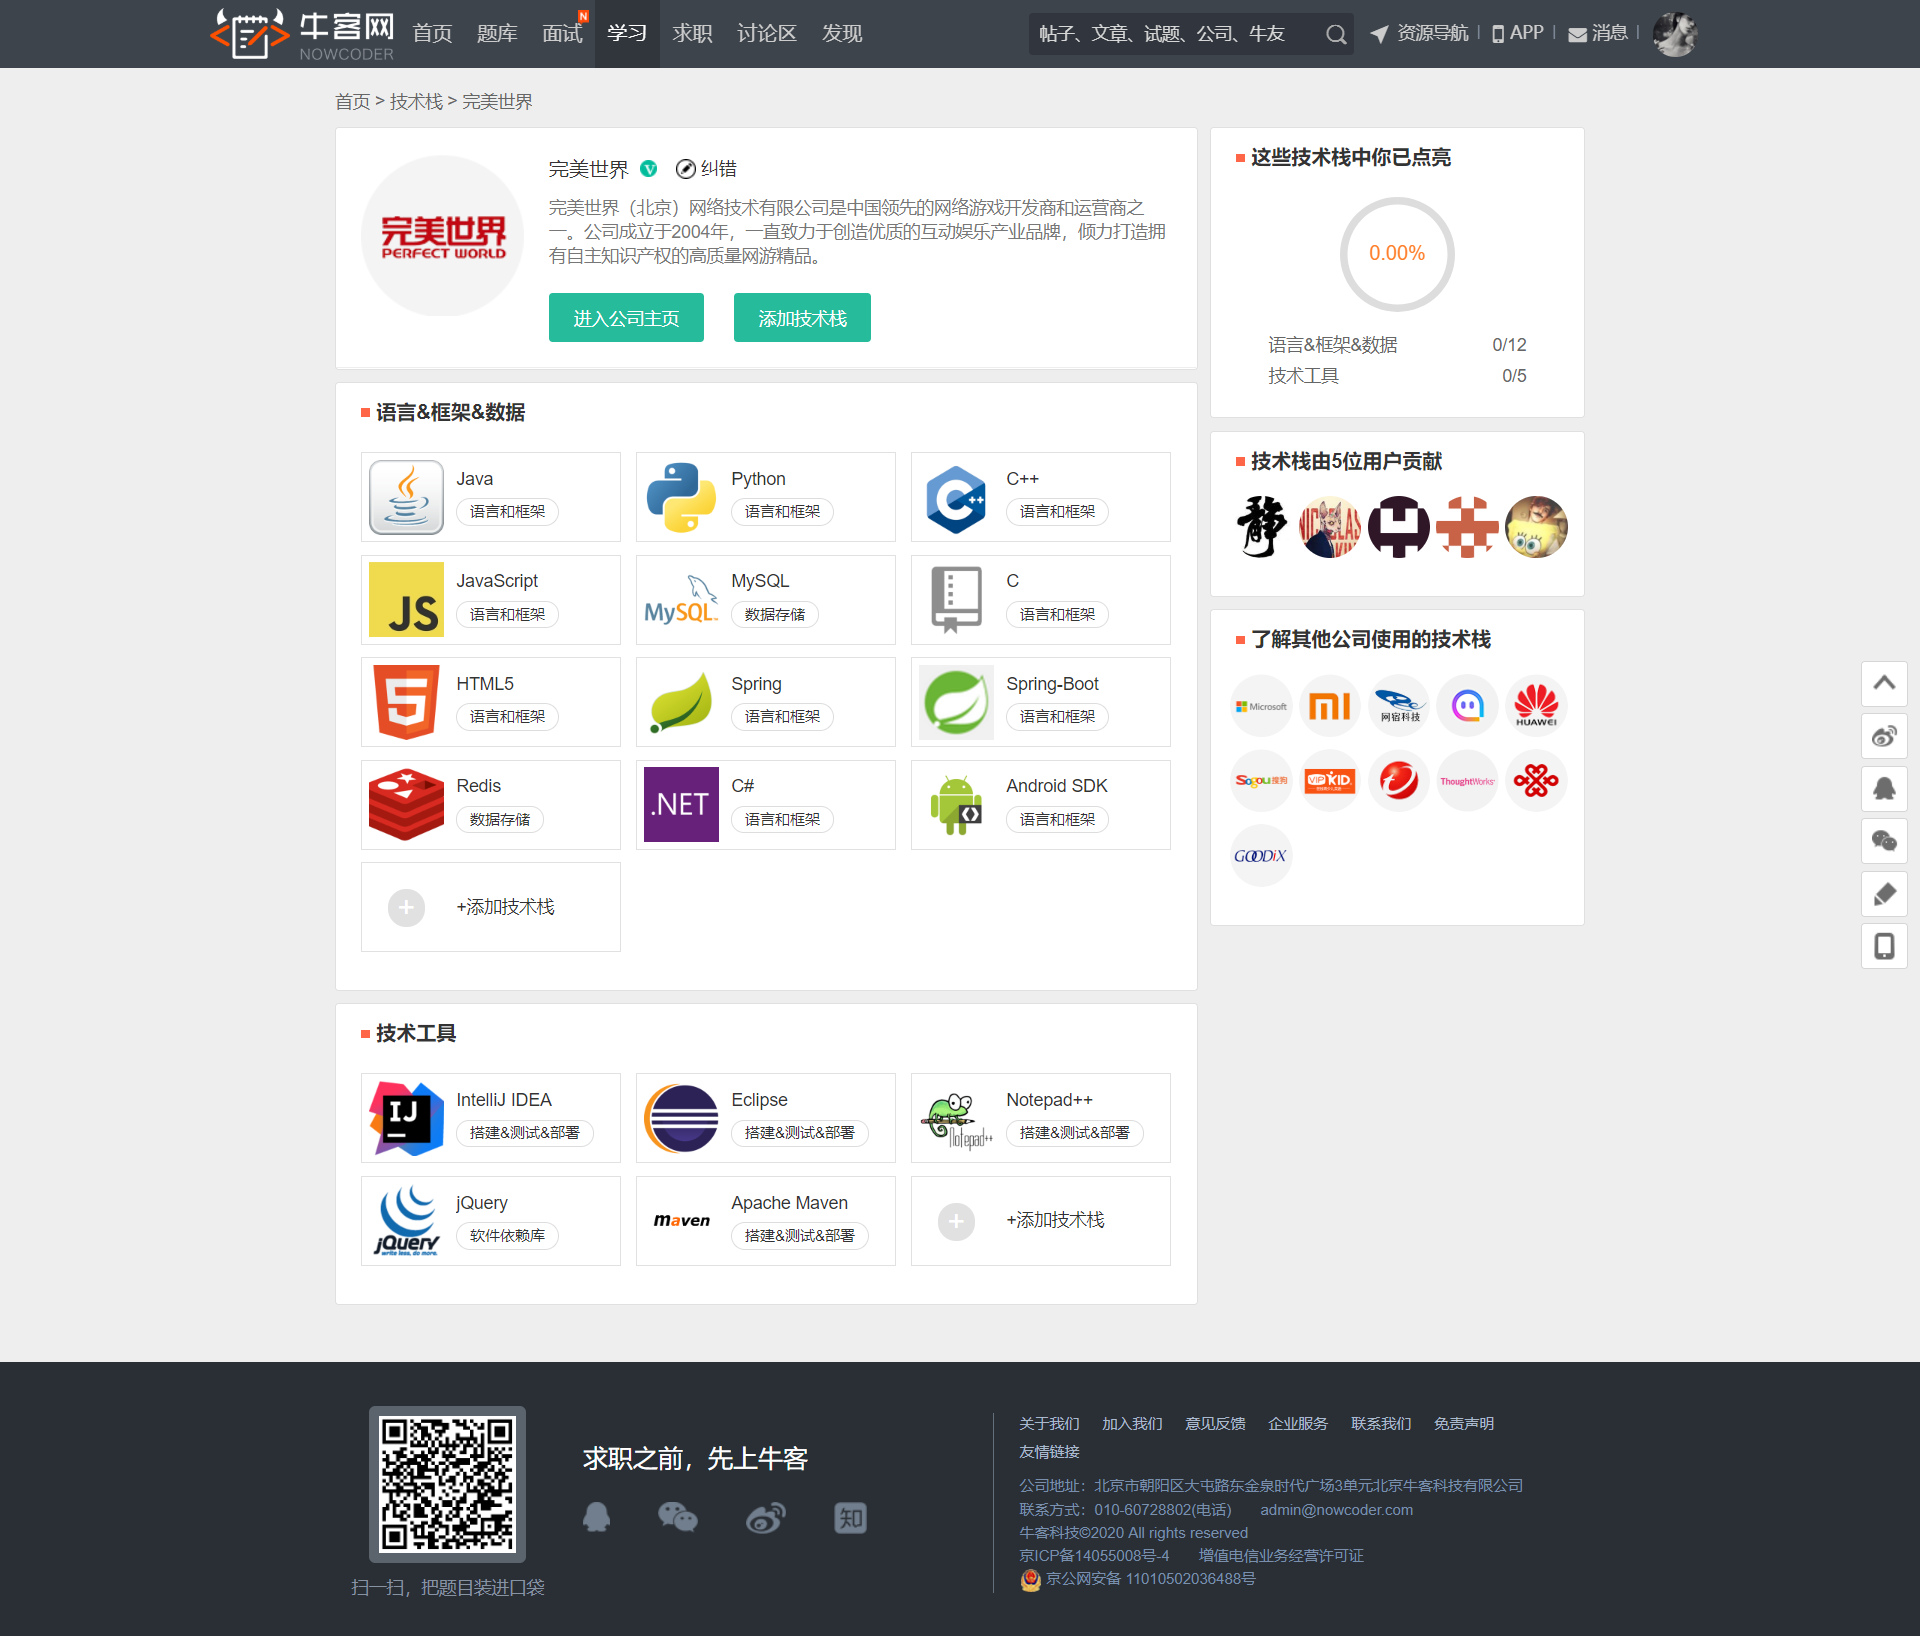 牛客网
NOWCODER
首页
题库
面试
N
学习
求职
讨论区
发现
帖子、文章、试题、公司、牛友
资源导航
APP
消息
首页 > 技术栈 > 完美世界
完美世界
PERFECT WORLD
完美世界
V
纠错
完美世界（北京）网络技术有限公司是中国领先的网络游戏开发商和运营商之
一。公司成立于2004年，一直致力于创造优质的互动娱乐产业品牌，倾力打造拥
有自主知识产权的高质量网游精品。
进入公司主页
添加技术栈
这些技术栈中你已点亮
0.00%
语言&框架&数据 0/12
技术工具 0/5
语言&框架&数据
Java
语言和框架
Python
语言和框架
C++
语言和框架
JS
JavaScript
语言和框架
MySQL
MySQL
数据存储
C
语言和框架
5
HTML5
语言和框架
Spring
语言和框架
Spring-Boot
语言和框架
Redis
数据存储
.NET
C#
语言和框架
Android SDK
语言和框架
+添加技术栈
技术栈由5位用户贡献
靜
了解其他公司使用的技术栈
Microsoft
mi
网宿科技
HUAWEI
Sogou搜狗
VIPKID
ThoughtWorks
GOODiX
技术工具
IJ
IntelliJ IDEA
搭建&测试&部署
Eclipse
搭建&测试&部署
Notepad++
Notepad++
搭建&测试&部署
jQuery
write less, do more.
jQuery
软件依赖库
maven
Apache Maven
搭建&测试&部署
+添加技术栈
扫一扫，把题目装进口袋
求职之前，先上牛客
知
关于我们 加入我们 意见反馈 企业服务 联系我们 免责声明
友情链接
公司地址：北京市朝阳区大屯路东金泉时代广场3单元北京牛客科技有限公司
联系方式：010-60728802(电话) admin@nowcoder.com
牛客科技©2020 All rights reserved
京ICP备14055008号-4 增值电信业务经营许可证
京公网安备 11010502036488号